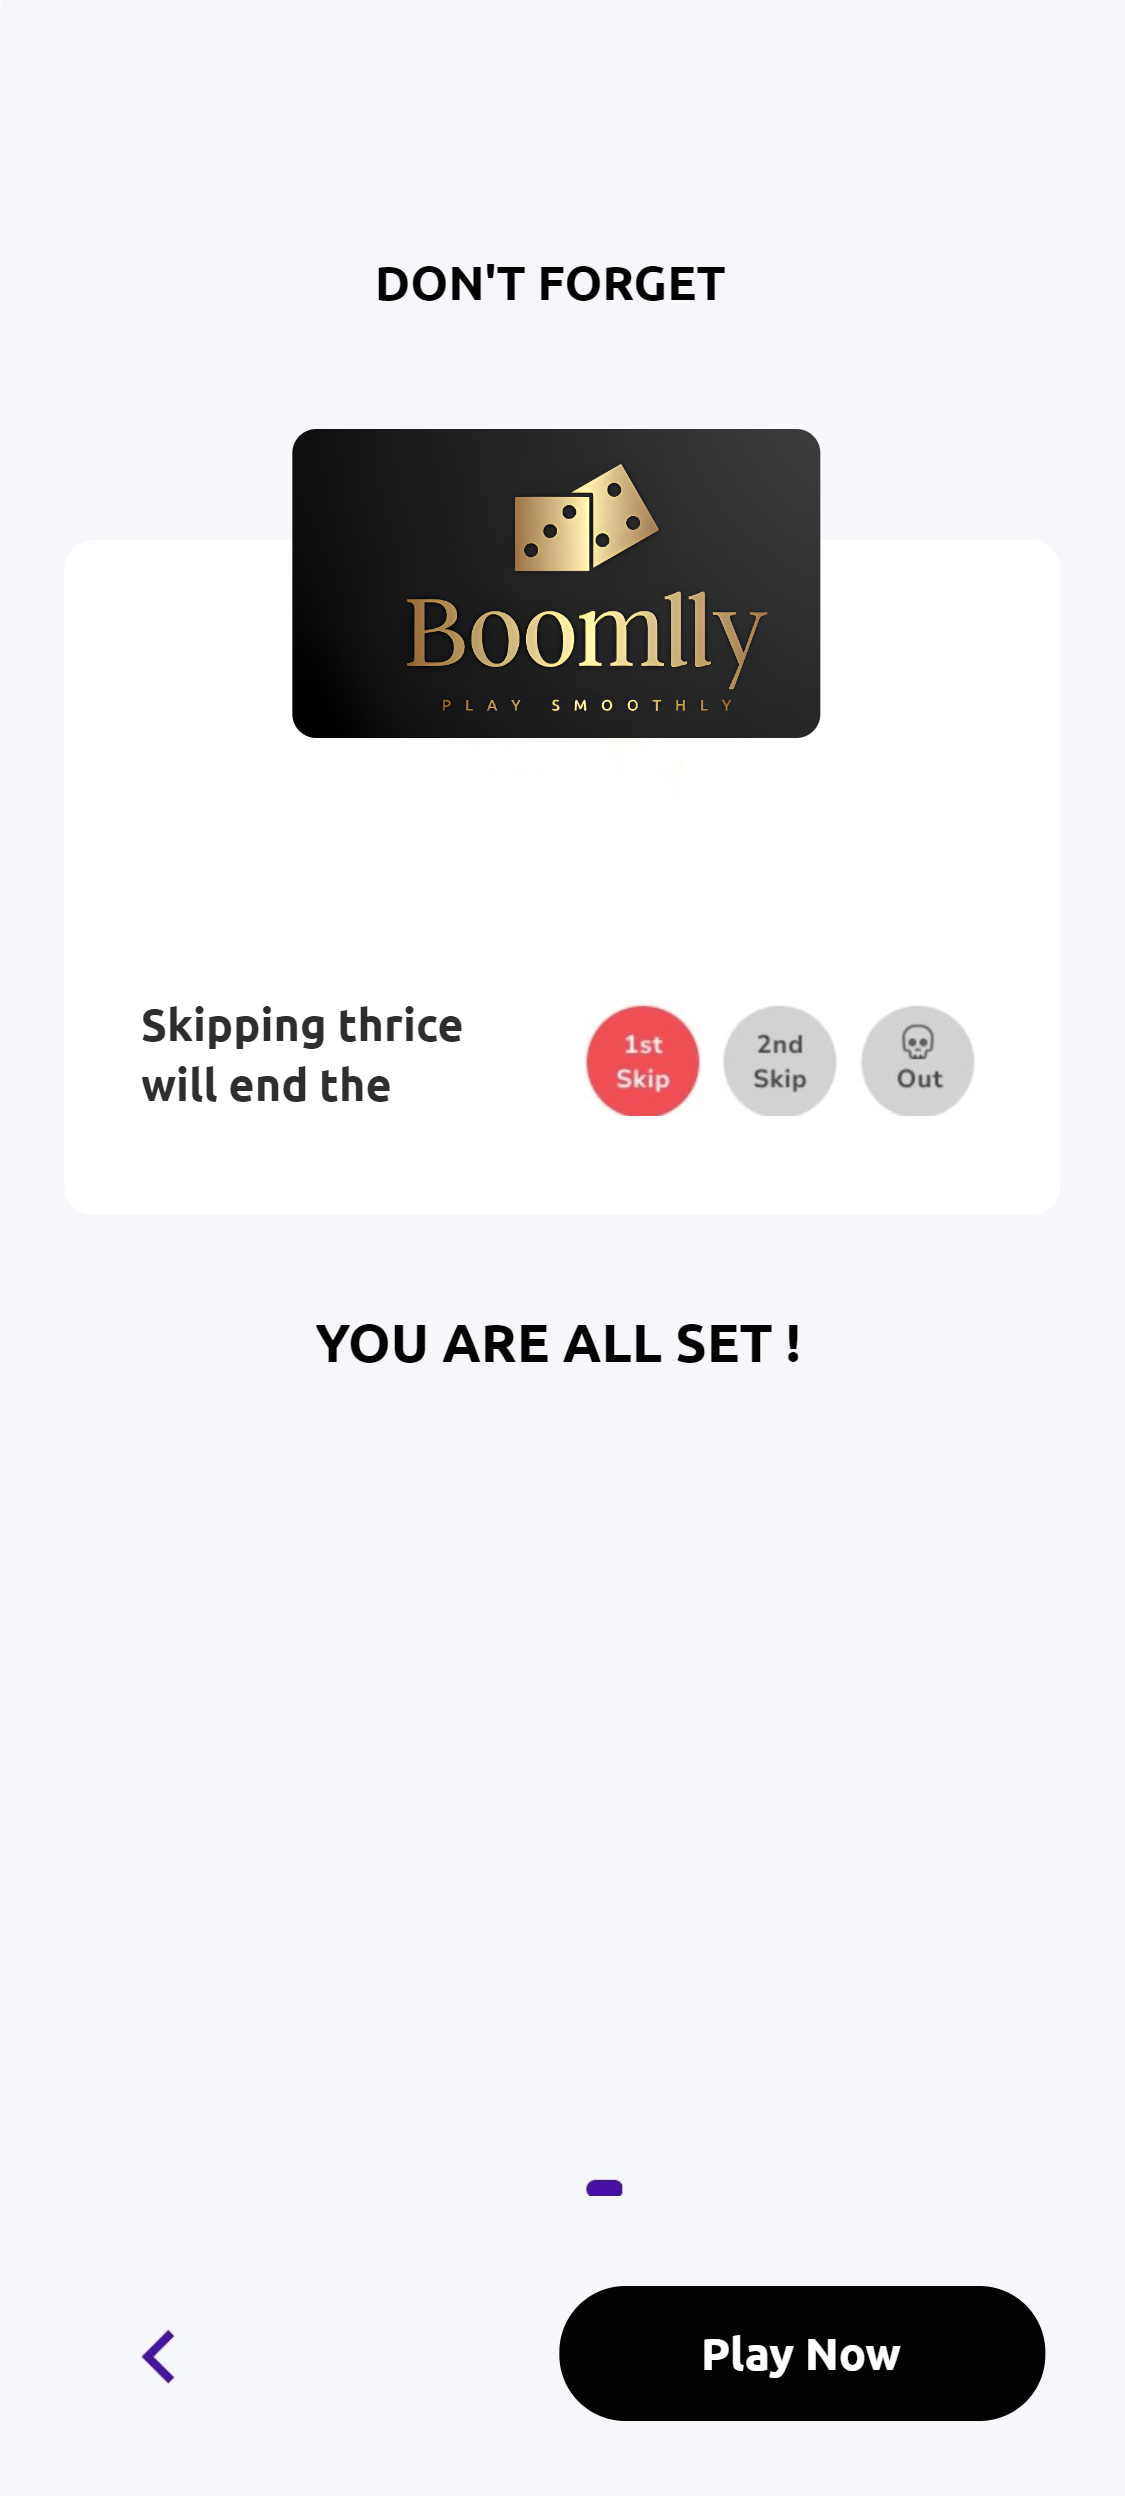 DON'T FORGET
Boomlly
PLAY SMOOTHLY
Skipping thrice
will end the
1st
Skip
2nd
Skip
Out
YOU ARE ALL SET !
Play Now